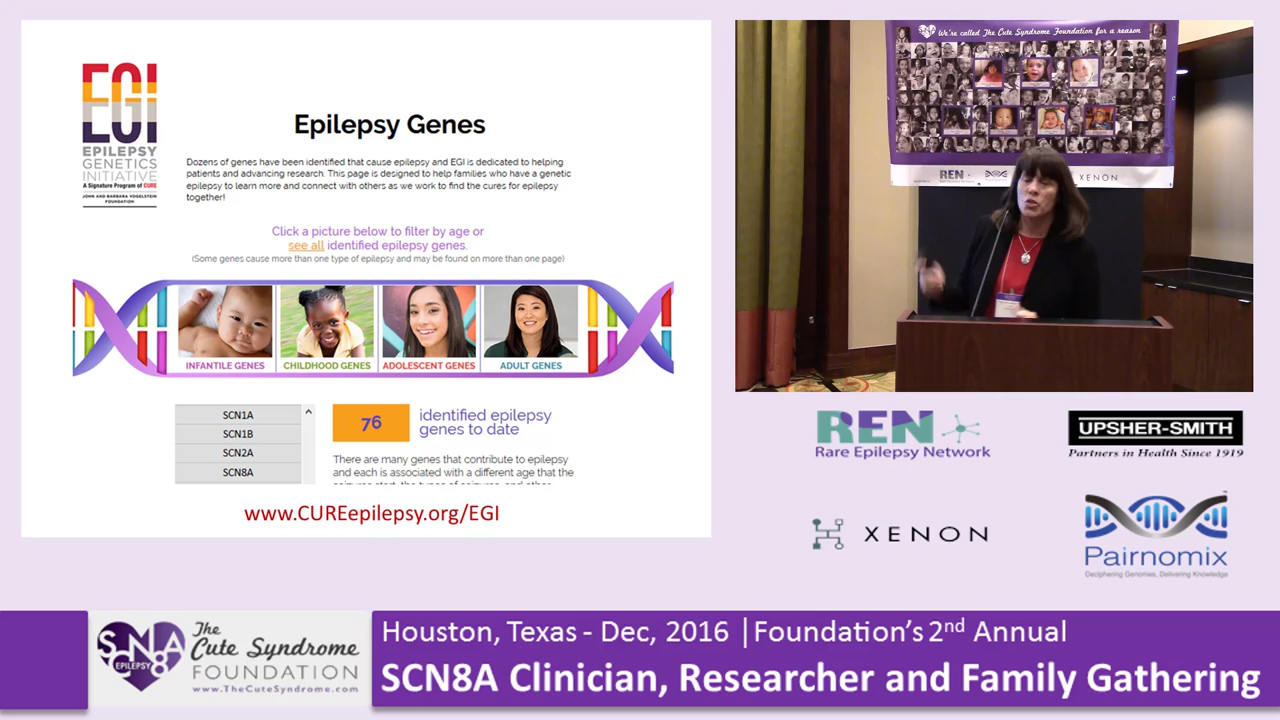 EGI
EPILEPSY
GENETICS
INITIATIVE
A Signature Program of CURE
JOHN AND BARBARA VOGELSTEIN
FOUNDATION
Epilepsy Genes
Dozens of genes have been identified that cause epilepsy and EGI is dedicated to helping
patients and advancing research. This page is designed to help families who have a genetic
epilepsy to learn more and connect with others as we work to find the cures for epilepsy
together!
Click a picture below to filter by age or
see all identified epilepsy genes.
(Some genes cause more than one type of epilepsy and may be found on more than one page)
INFANTILE GENES
CHILDHOOD GENES
ADOLESCENT GENES
ADULT GENES
SCN1A
SCN1B
SCN2A
SCN8A
76
identified epilepsy
genes to date
There are many genes that contribute to epilepsy
and each is associated with a different age that the
www.CUREepilepsy.org/EGI
We're called The Cute Syndrome Foundation for a reason
REN
XENON
REN
Rare Epilepsy Network
UPSHER-SMITH
Partners in Health Since 1919
XENON
Pairnomix
Deciphering Genomes, Delivering Knowledge
SCN8A
EPILEPSY
The
Cute Syndrome
FOUNDATION
www.TheCuteSyndrome.com
Houston, Texas - Dec, 2016 | Foundation's 2nd Annual
SCN8A Clinician, Researcher and Family Gathering